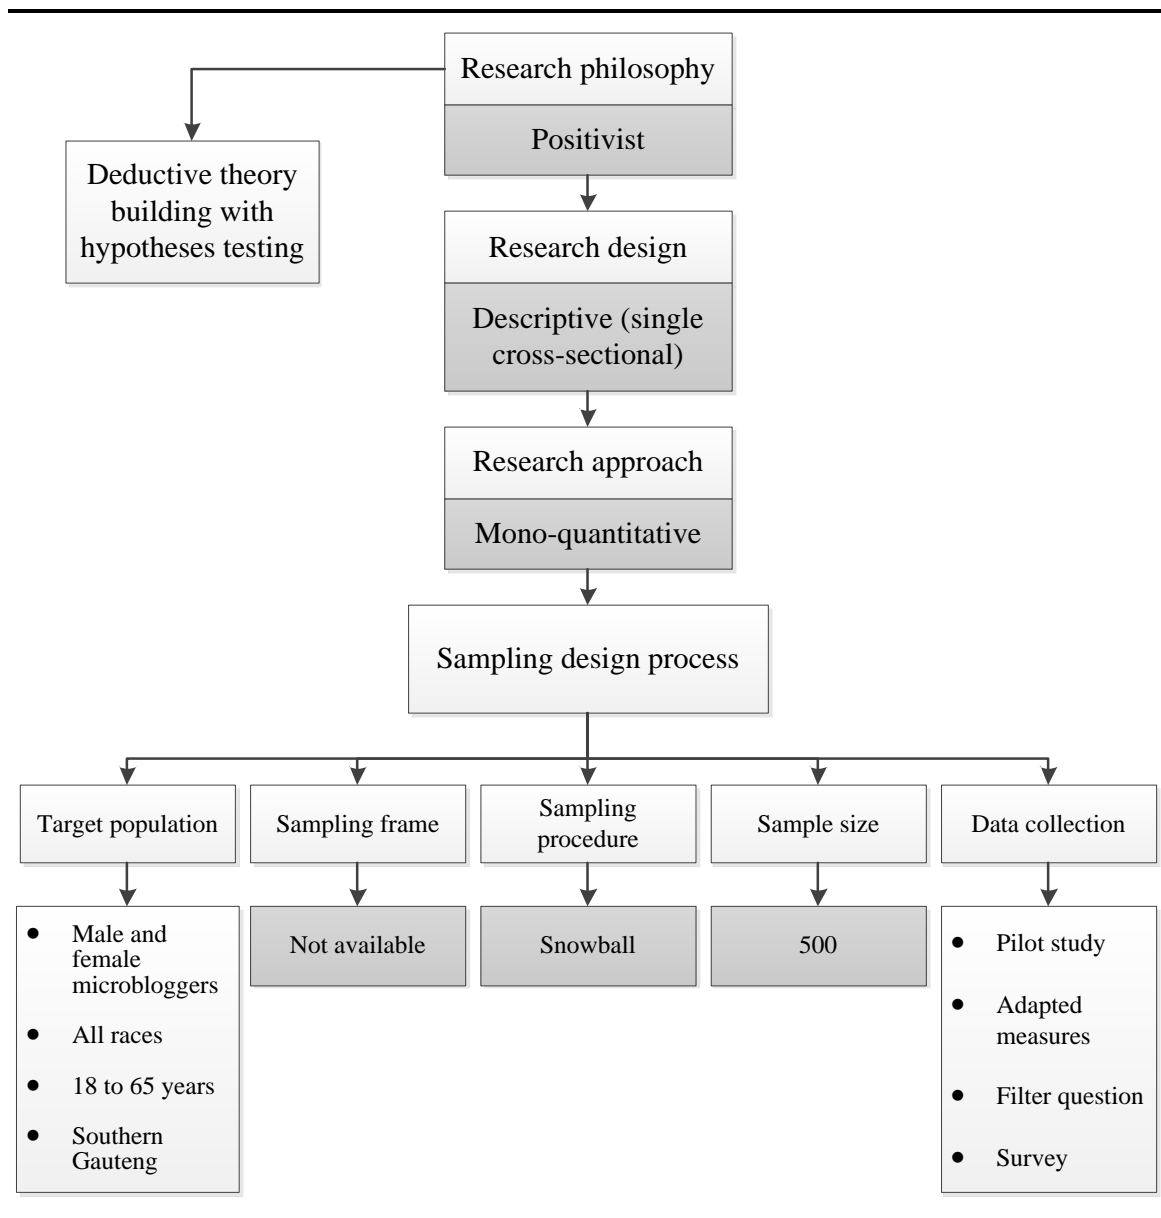 Research philosophy
Positivist
Deductive theory
building with
hypotheses testing
Research design
Descriptive (single
cross-sectional)
Research approach
Mono-quantitative
Sampling design process
Target population
Sampling frame
Sampling
procedure
Sample size
Data collection
● Male and
female
microbloggers
● All races
● 18 to 65 years
● Southern
Gauteng
Not available
Snowball
500
● Pilot study
● Adapted
measures
● Filter question
● Survey